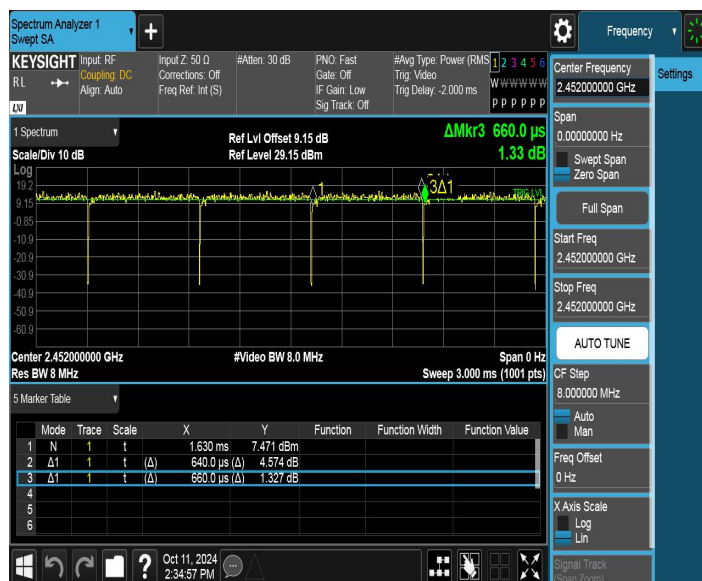 Spectrum Analyzer 1
Swept SA
+
Frequency
KEYSIGHT
RL
LXI
Input: RF
Coupling: DC
Align: Auto
Input Z: 50 Ω
Corrections: Off
Freq Ref: Int (S)
#Atten: 30 dB
PNO: Fast
Gate: Off
IF Gain: Low
Sig Track: Off
#Avg Type: Power (RMS
Trig: Video
Trig Delay: -2.000 ms
1 2 3 4 5 6
W W W W W W
P P P P P P
Center Frequency
2.452000000 GHz
Settings
Span
0.00000000 Hz
Swept Span
Zero Span
Full Span
Start Freq
2.452000000 GHz
Stop Freq
2.452000000 GHz
AUTO TUNE
CF Step
8.000000 MHz
Auto
Man
Freq Offset
0 Hz
X Axis Scale
Log
Lin
Signal Track
(Span Zoom)
1 Spectrum
Scale/Div 10 dB
Ref Lvl Offset 9.15 dB
Ref Level 29.15 dBm
ΔMkr3 660.0 µs
1.33 dB
Log
19.2
9.15
-0.85
-10.9
-20.9
-30.9
-40.9
-50.9
-60.9
1
3Δ1
TRIG LVL
Center 2.452000000 GHz
#Video BW 8.0 MHz
Span 0 Hz
Res BW 8 MHz
Sweep 3.000 ms (1001 pts)
5 Marker Table
Mode Trace Scale X Y Function Function Width Function Value
1 N 1 t 1.630 ms 7.471 dBm
2 Δ1 1 t (Δ) 640.0 µs (Δ) 4.574 dB
3 Δ1 1 t (Δ) 660.0 µs (Δ) 1.327 dB
4
5
6
?
Oct 11, 2024
2:34:57 PM